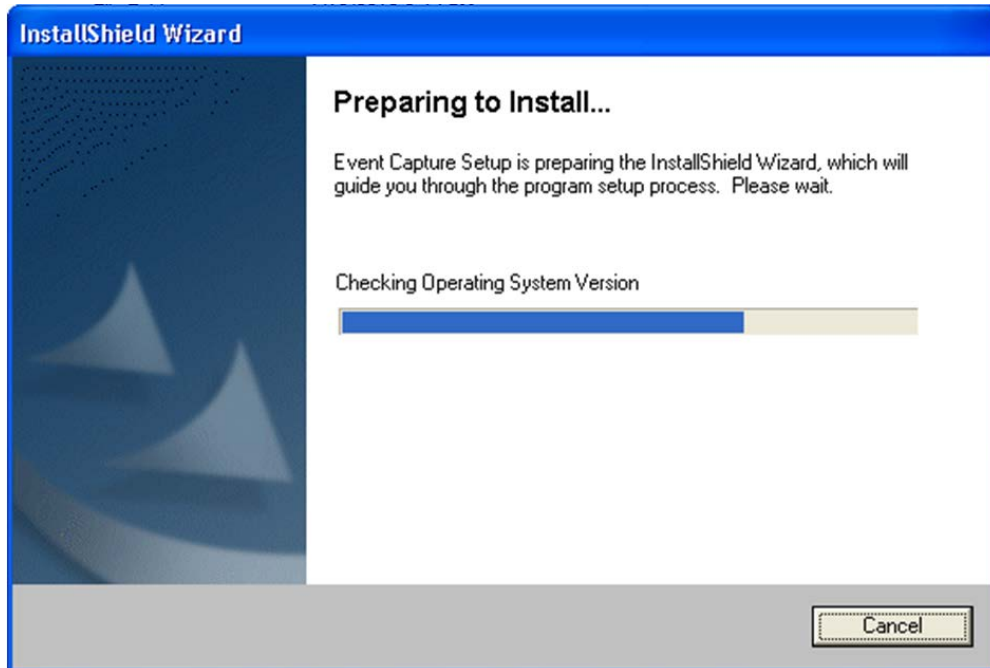 InstallShield Wizard
Preparing to Install...
Event Capture Setup is preparing the InstallShield Wizard, which will
guide you through the program setup process. Please wait.
Checking Operating System Version
Cancel